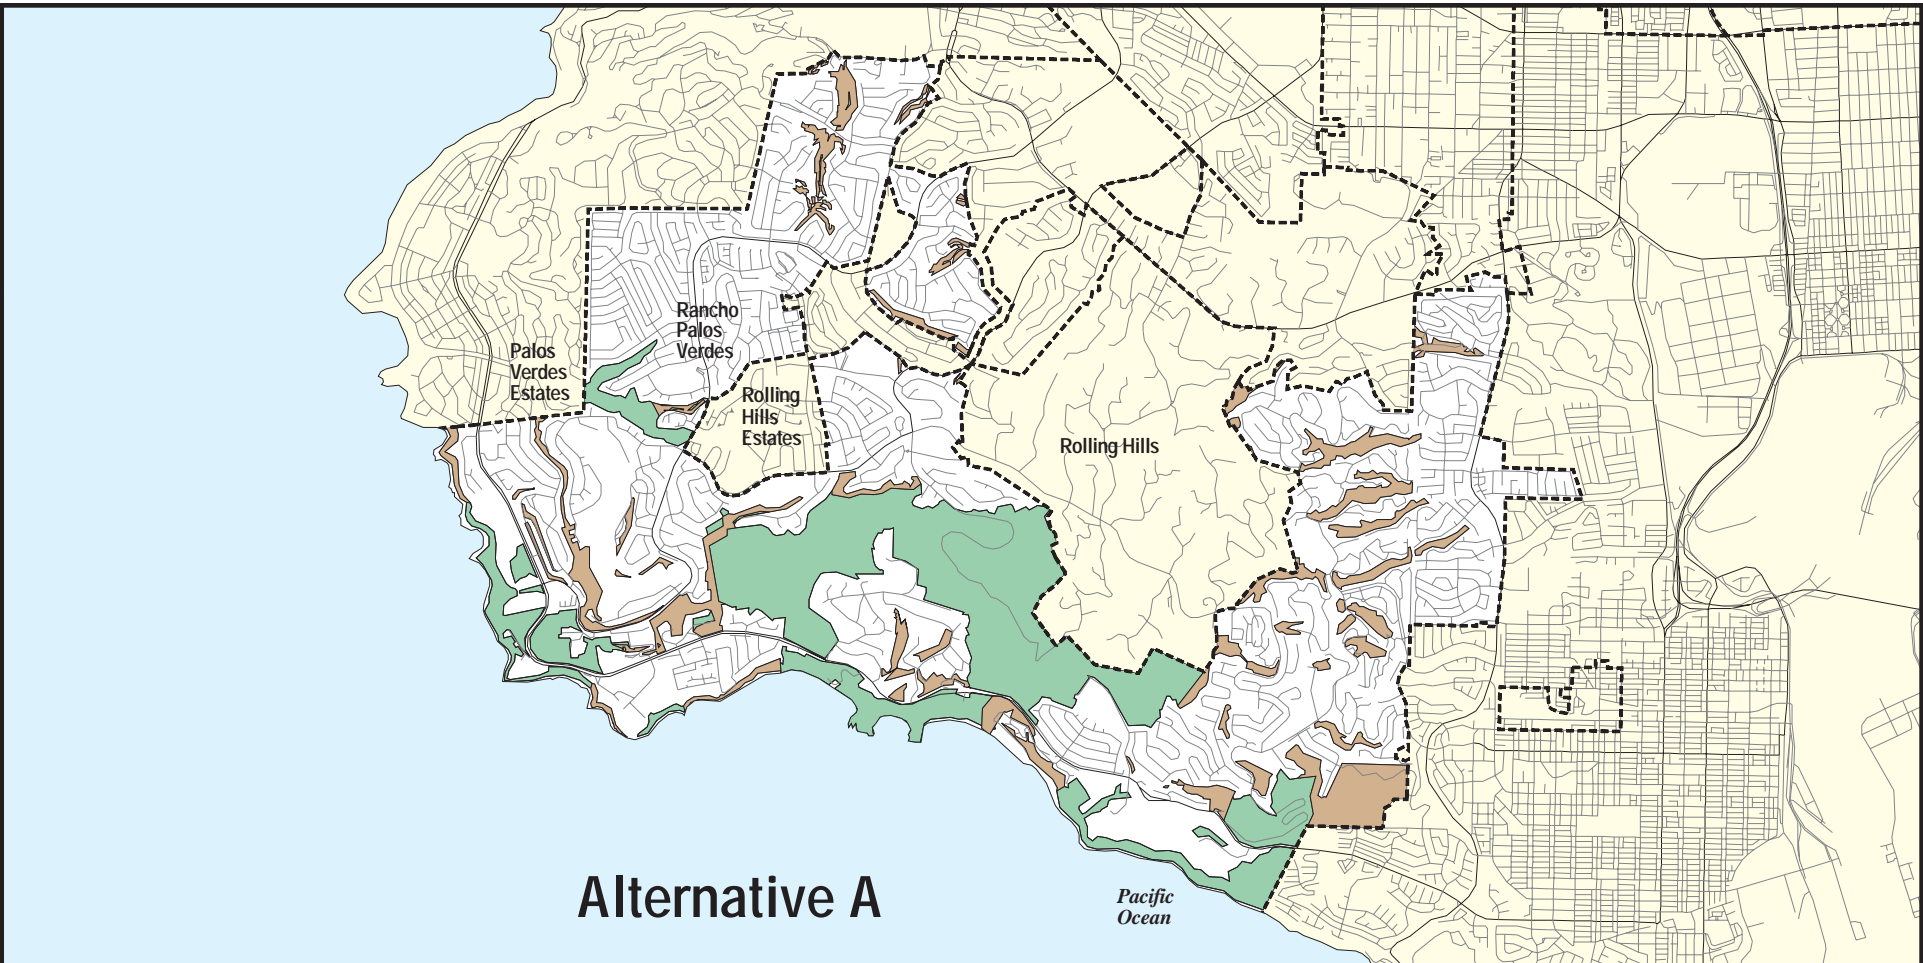 Rancho
Palos
Verdes
Palos
Verdes
Estates
Rolling
Hills
Estates
Rolling Hills
Alternative A
Pacific
Ocean